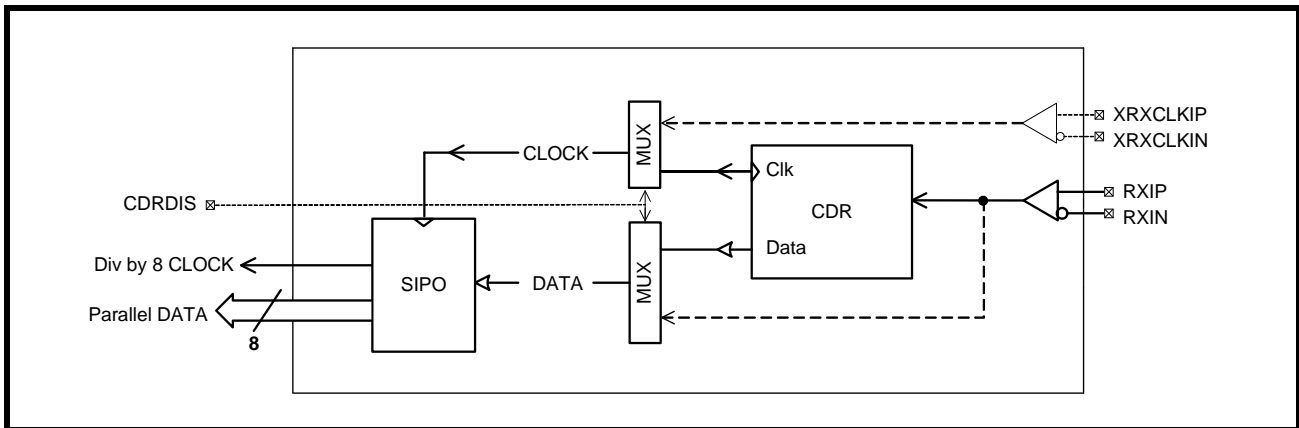 XRXCLKIP
MUX
XRXCLKIN
CLOCK
Clk
CDRDIS
CDR
RXIP
RXIN
Data
Div by 8 CLOCK
SIPO
DATA
MUX
Parallel DATA
8